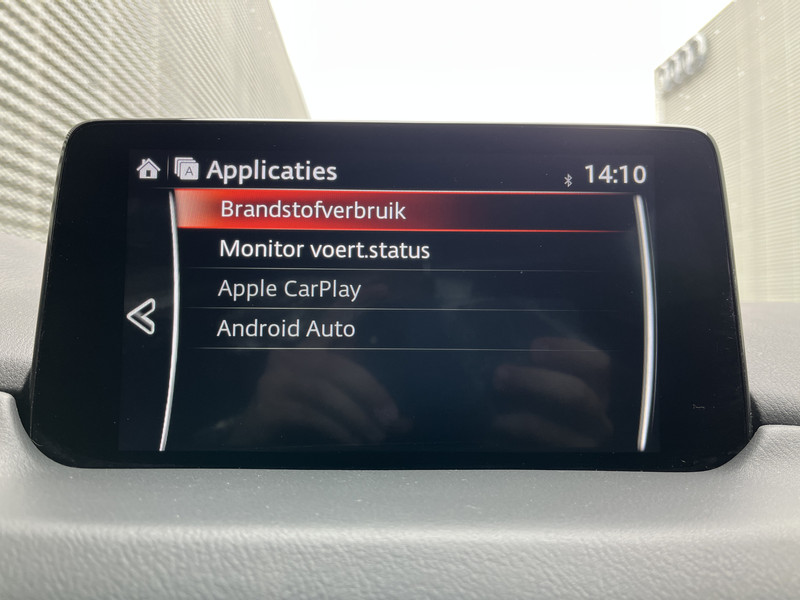 A Applicaties 14:10
Brandstofverbruik
Monitor voert.status
Apple CarPlay
Android Auto